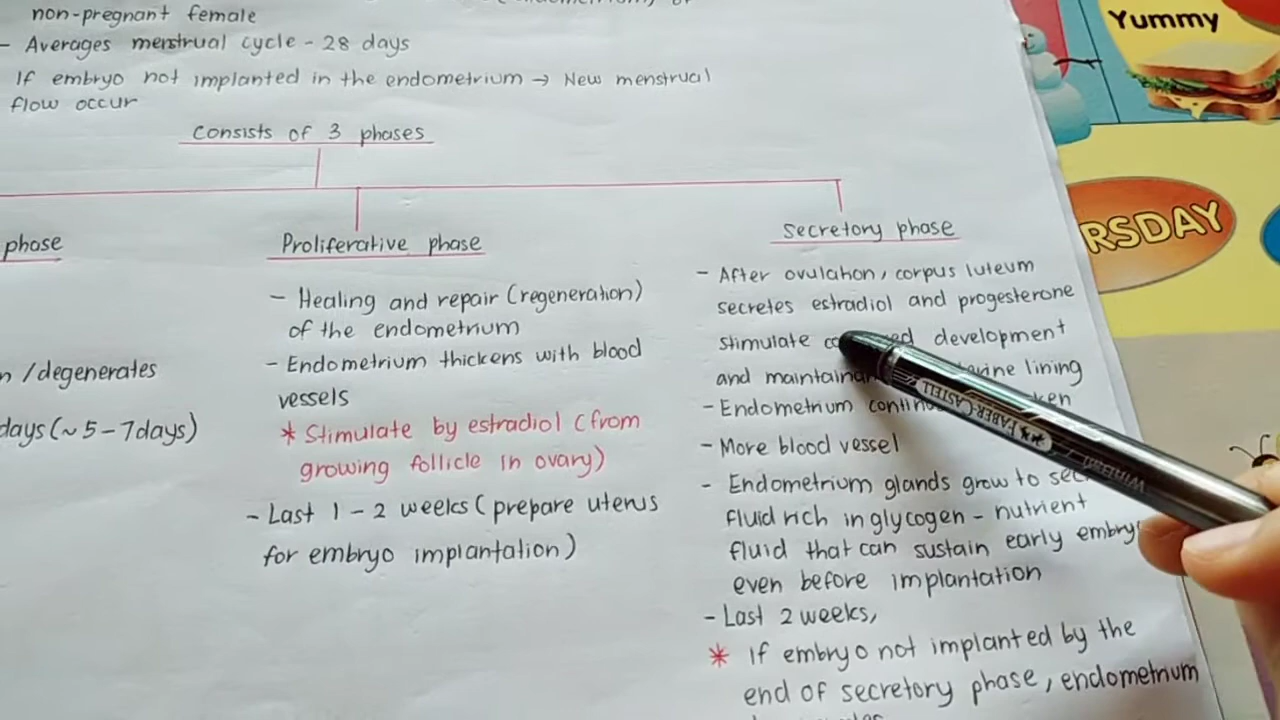 non-pregnant female
- Averages menstrual cycle - 28 days
If embryo not implanted in the endometrium → New menstrual
flow occur
Consists of 3 phases
phase
/degenerates
days (~ 5-7 days)
Proliferative phase
- Healing and repair (regeneration)
of the endometrium
- Endometrium thickens with blood
vessels
* Stimulate by estradiol (from
growing follicle in ovary)
- Last 1-2 weeks (prepare uterus
for embryo implantation)
Secretory phase
- After ovulation, corpus luteum
secretes estradiol and progesterone
stimulate development
and lining
- Endometrium
- More blood vessel
- Endometrium glands grow to
fluid rich in glycogen - nutrient
fluid that can sustain early
even before implantation
- Last 2 weeks,
* If embryo not implanted by the
end of secretory phase, endometrium
Yummy
RSDAY
FABER-CASTELL